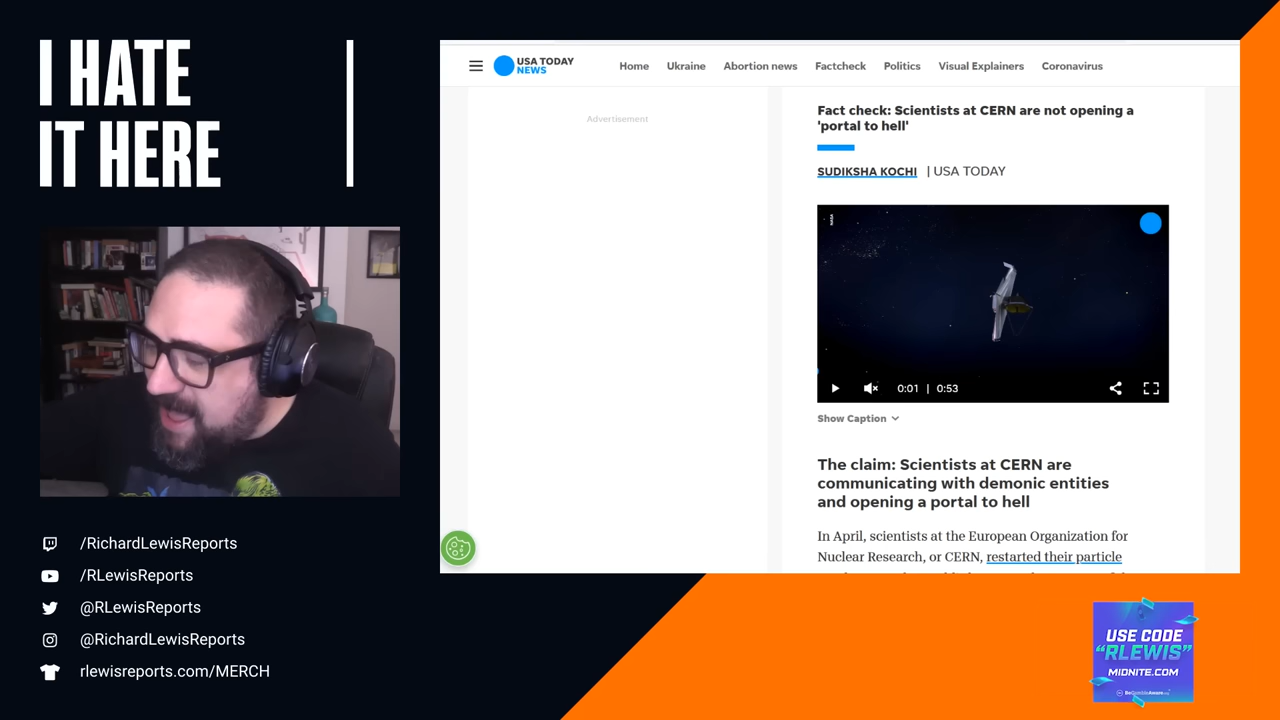 I HATE
IT HERE
/RichardLewisReports
/RLewisReports
@RLewisReports
@RichardLewisReports
rlewisreports.com/MERCH
USA TODAY
NEWS
Home
Ukraine
Abortion news
Factcheck
Politics
Visual Explainers
Coronavirus
Advertisement
Fact check: Scientists at CERN are not opening a
'portal to hell'
SUDIKSHA KOCHI | USA TODAY
NASA
0:01 | 0:53
Show Caption
The claim: Scientists at CERN are
communicating with demonic entities
and opening a portal to hell
In April, scientists at the European Organization for
Nuclear Research, or CERN, restarted their particle
USE CODE
“RLEWIS”
MIDNITE.COM
BeGambleAware.org